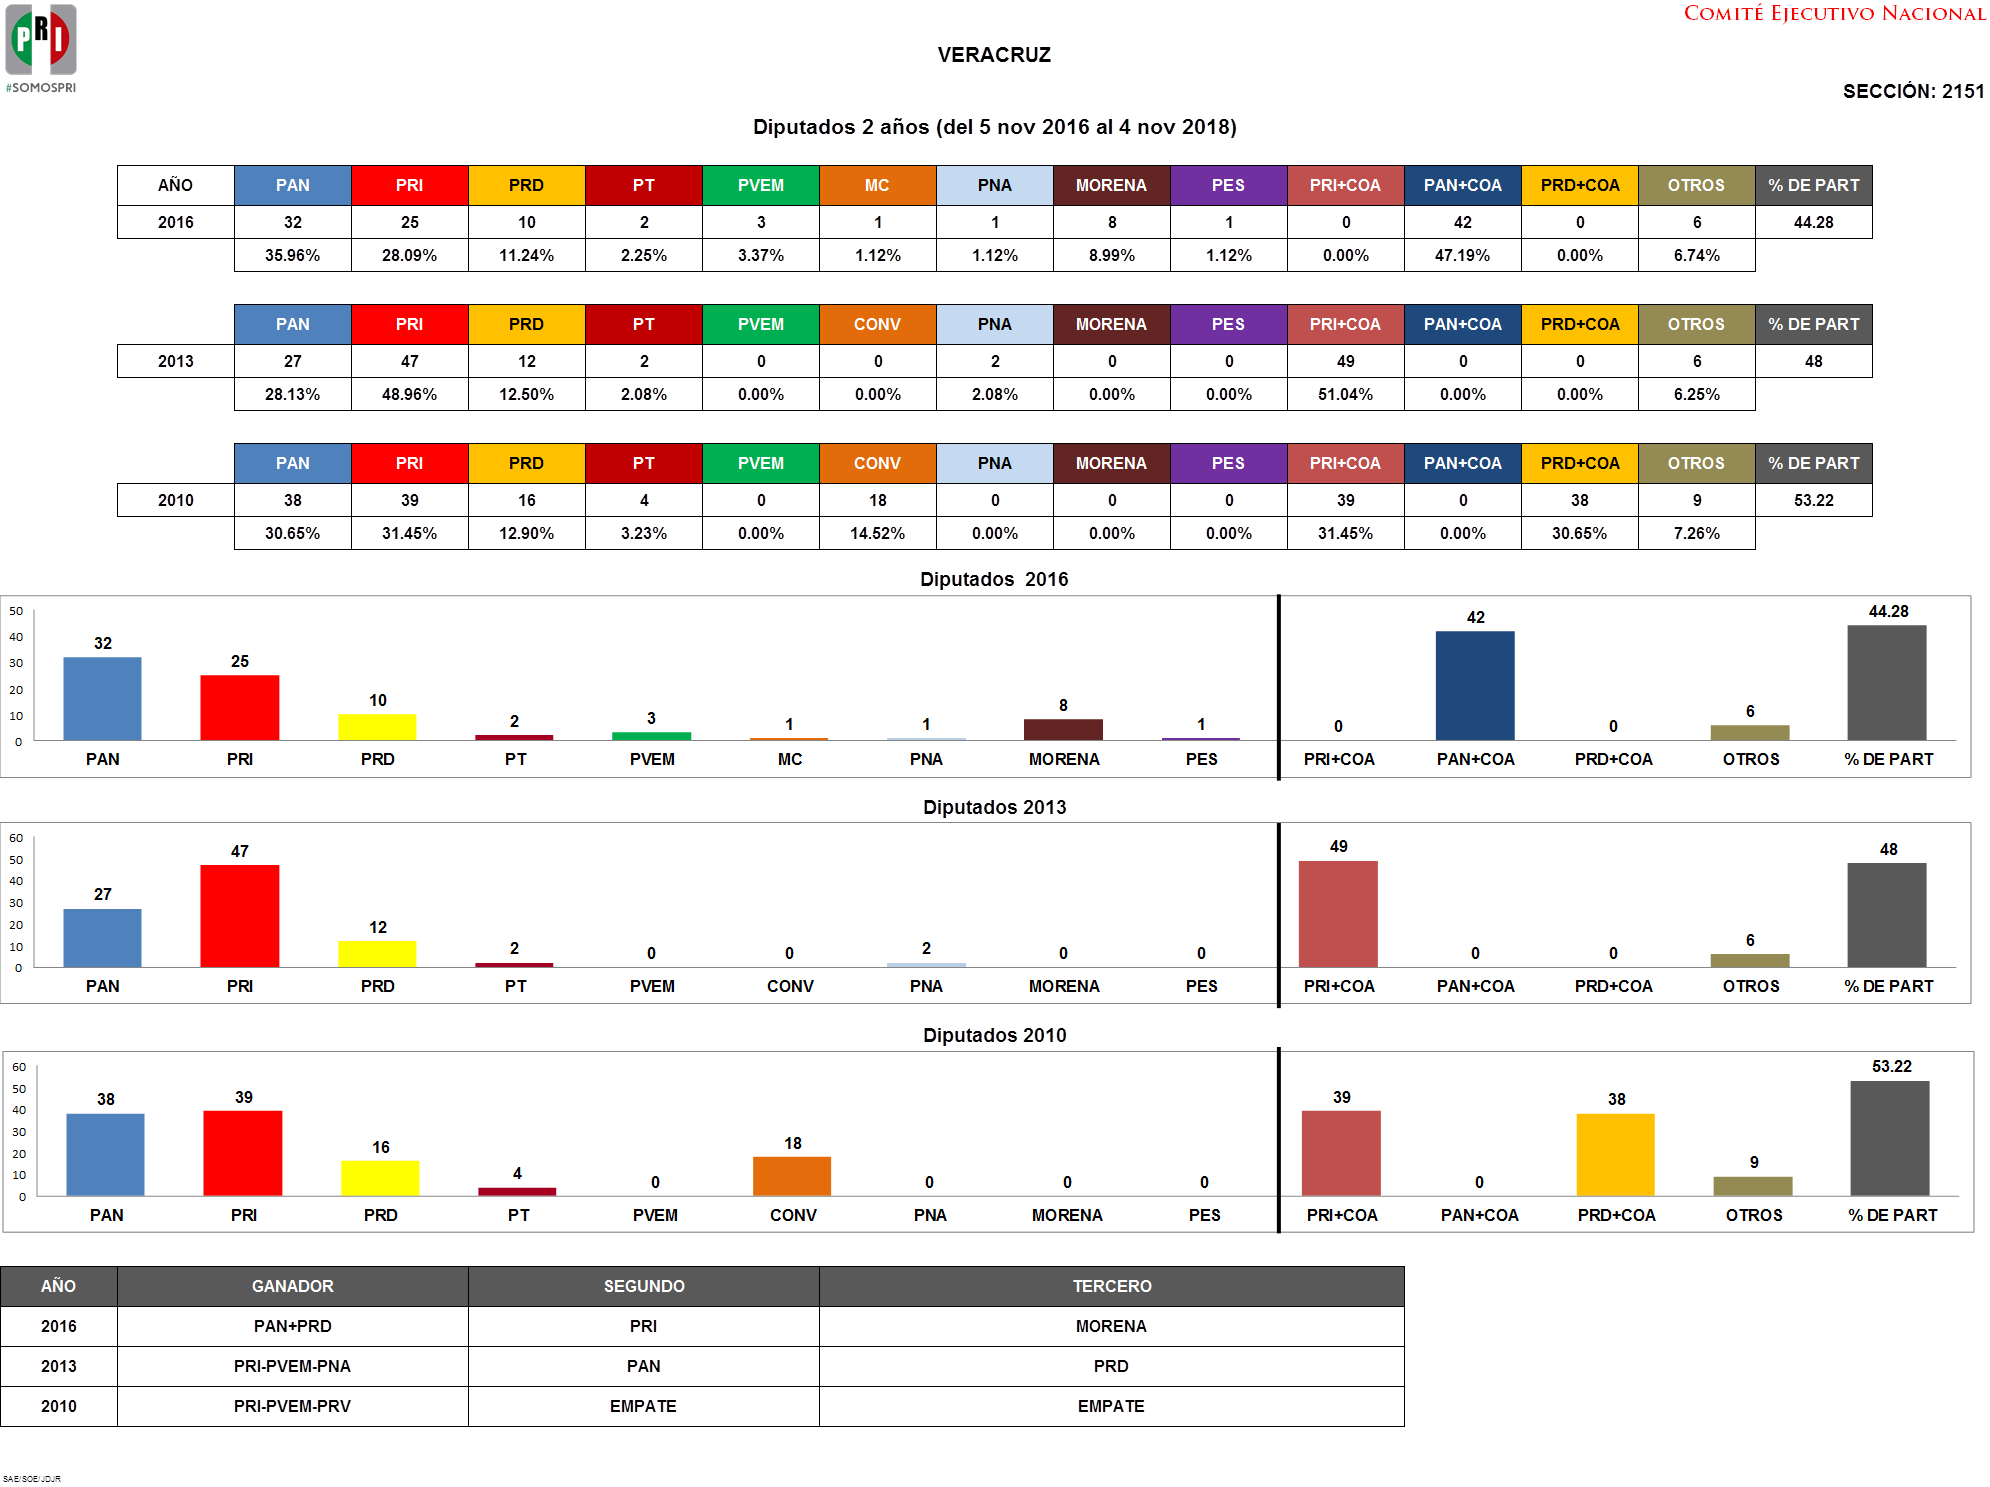 PRI
#SOMOSPRI
COMITÉ EJECUTIVO NACIONAL
VERACRUZ
SECCIÓN: 2151
Diputados 2 años (del 5 nov 2016 al 4 nov 2018)
AÑO PAN PRI PRD PT PVEM MC PNA MORENA PES PRI+COA PAN+COA PRD+COA OTROS % DE PART
2016 32 25 10 2 3 1 1 8 1 0 42 0 6 44.28
35.96% 28.09% 11.24% 2.25% 3.37% 1.12% 1.12% 8.99% 1.12% 0.00% 47.19% 0.00% 6.74%
PAN PRI PRD PT PVEM CONV PNA MORENA PES PRI+COA PAN+COA PRD+COA OTROS % DE PART
2013 27 47 12 2 0 0 2 0 0 49 0 0 6 48
28.13% 48.96% 12.50% 2.08% 0.00% 0.00% 2.08% 0.00% 0.00% 51.04% 0.00% 0.00% 6.25%
PAN PRI PRD PT PVEM CONV PNA MORENA PES PRI+COA PAN+COA PRD+COA OTROS % DE PART
2010 38 39 16 4 0 18 0 0 0 39 0 38 9 53.22
30.65% 31.45% 12.90% 3.23% 0.00% 14.52% 0.00% 0.00% 0.00% 31.45% 0.00% 30.65% 7.26%
Diputados 2016
50
40
30
20
10
0
32 25 10 2 3 1 1 8 1 0 42 0 6 44.28
PAN PRI PRD PT PVEM MC PNA MORENA PES PRI+COA PAN+COA PRD+COA OTROS % DE PART
Diputados 2013
60
50
40
30
20
10
0
27 47 12 2 0 0 2 0 0 49 0 0 6 48
PAN PRI PRD PT PVEM CONV PNA MORENA PES PRI+COA PAN+COA PRD+COA OTROS % DE PART
Diputados 2010
60
50
40
30
20
10
0
38 39 16 4 0 18 0 0 0 39 0 38 9 53.22
PAN PRI PRD PT PVEM CONV PNA MORENA PES PRI+COA PAN+COA PRD+COA OTROS % DE PART
AÑO GANADOR SEGUNDO TERCERO
2016 PAN+PRD PRI MORENA
2013 PRI-PVEM-PNA PAN PRD
2010 PRI-PVEM-PRV EMPATE EMPATE
SAE/SOE/JDJR